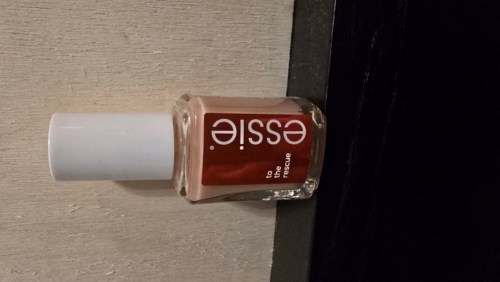 essie®
to
the
rescue